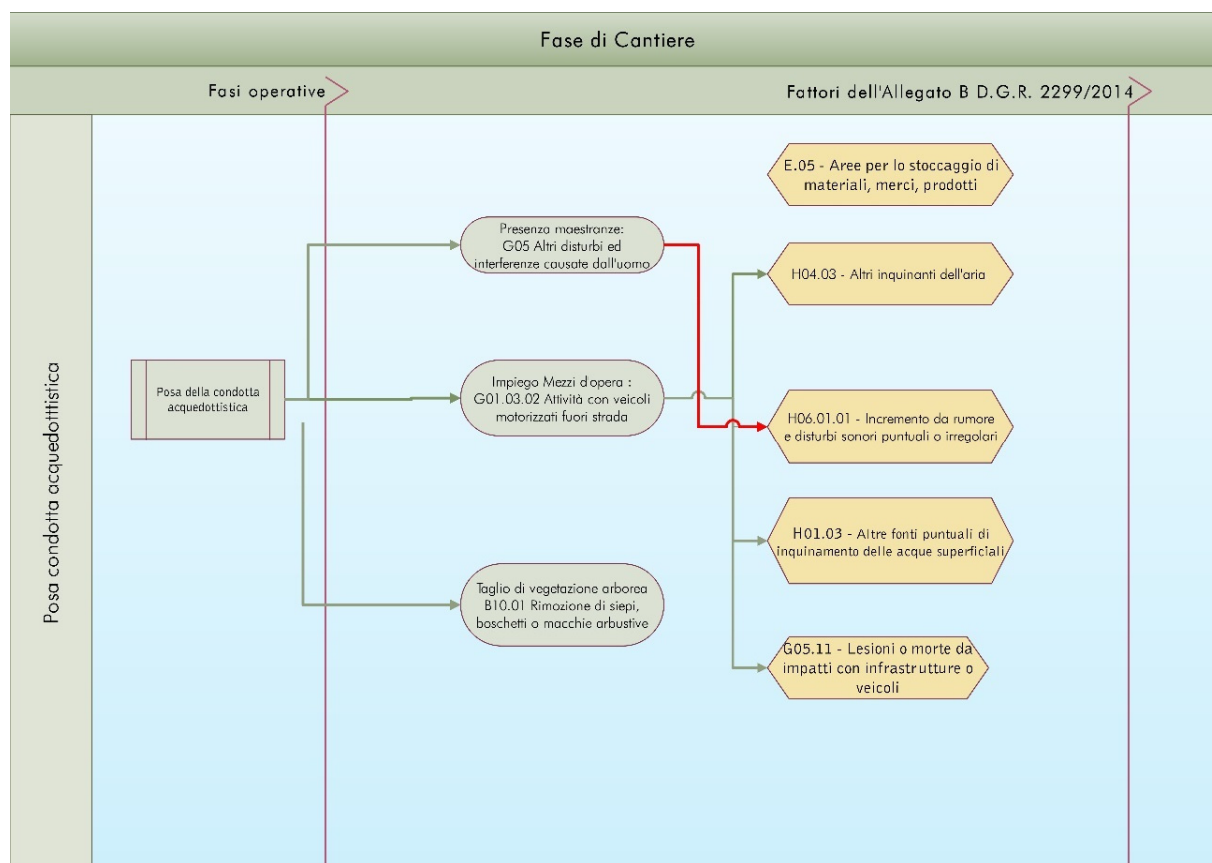 Fase di Cantiere
Fasi operative
Fattori dell'Allegato B D.G.R. 2299/2014
Posa condotta acquedotttistica
Posa della condotta
acquedottistica
Presenza maestranze:
G05 Altri disturbi ed
interferenze causate dall'uomo
Impiego Mezzi d'opera :
G01.03.02 Attività con veicoli
motorizzati fuori strada
Taglio di vegetazione arborea
B10.01 Rimozione di siepi,
boschetti o macchie arbustive
E.05 - Aree per lo stoccaggio di
materiali, merci, prodotti
H04.03 - Altri inquinanti dell'aria
H06.01.01 - Incremento da rumore
e disturbi sonori puntuali o irregolari
H01.03 - Altre fonti puntuali di
inquinamento delle acque superficiali
G05.11 - Lesioni o morte da
impatti con infrastrutture o
veicoli